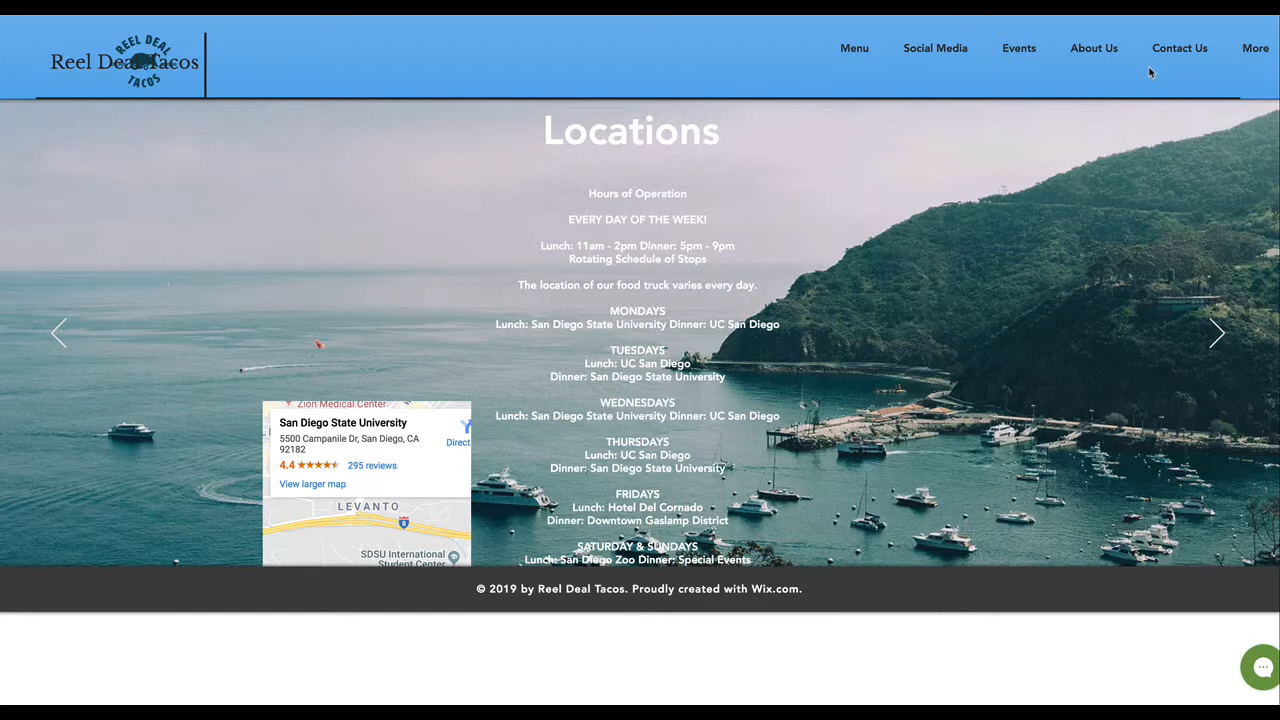 Reel Deal Tacos
REEL DEAL
TACOS
Menu
Social Media
Events
About Us
Contact Us
More
Locations
Hours of Operation
EVERY DAY OF THE WEEK!
Lunch: 11am - 2pm Dinner: 5pm - 9pm
Rotating Schedule of Stops
The location of our food truck varies every day.
MONDAYS
Lunch: San Diego State University Dinner: UC San Diego
TUESDAYS
Lunch: UC San Diego
Dinner: San Diego State University
WEDNESDAYS
Lunch: San Diego State University Dinner: UC San Diego
THURSDAYS
Lunch: UC San Diego
Dinner: San Diego State University
FRIDAYS
Lunch: Hotel Del Cornado
Dinner: Downtown Gaslamp District
SATURDAY & SUNDAYS
Lunch: San Diego Zoo Dinner: Special Events
Zion Medical Center
San Diego State University
5500 Campanile Dr, San Diego, CA
92182
Direct
4.4
295 reviews
View larger map
LEVANTO
8
SDSU International
Student Center
© 2019 by Reel Deal Tacos. Proudly created with Wix.com.